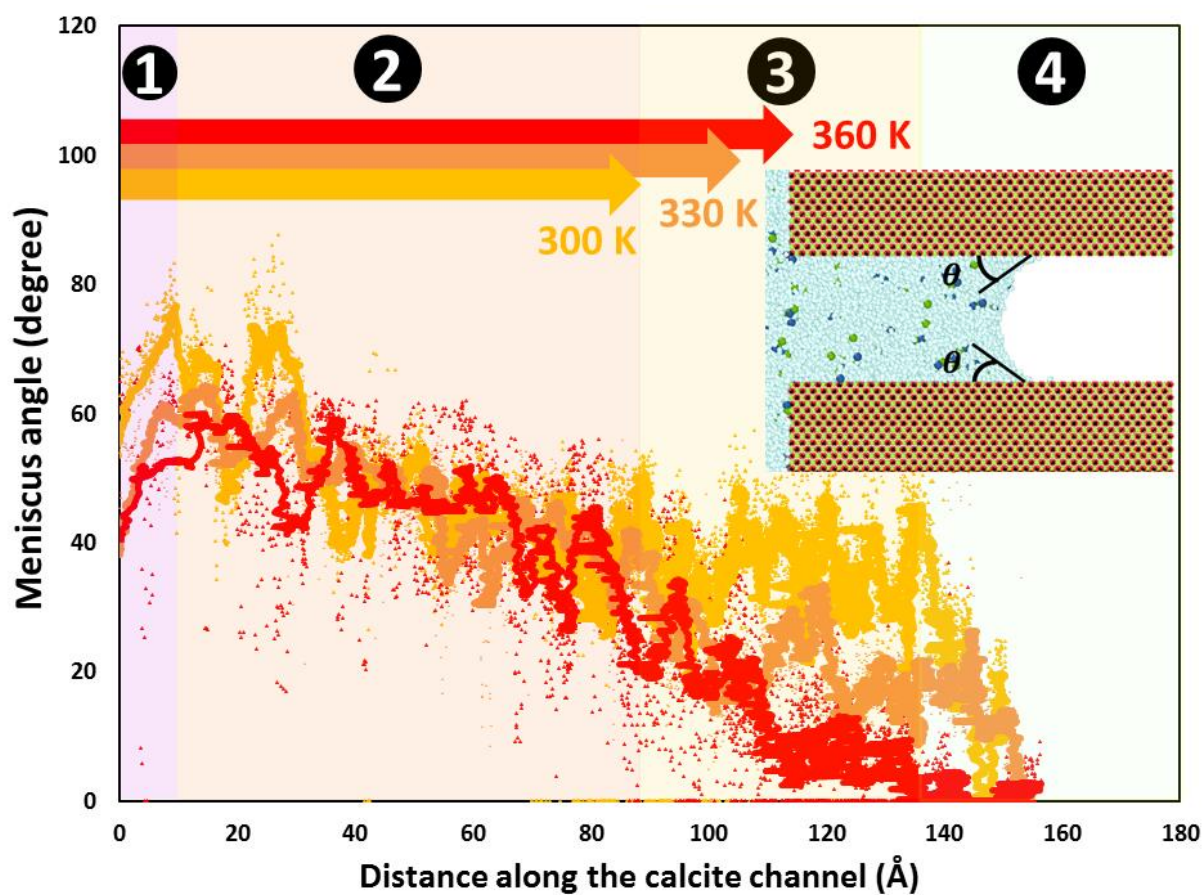 120
100
80
60
40
20
0
Meniscus angle (degree)
1 2 3 4
360 K
330 K
300 K
θ
θ
0 20 40 60 80 100 120 140 160 180
Distance along the calcite channel (Å)